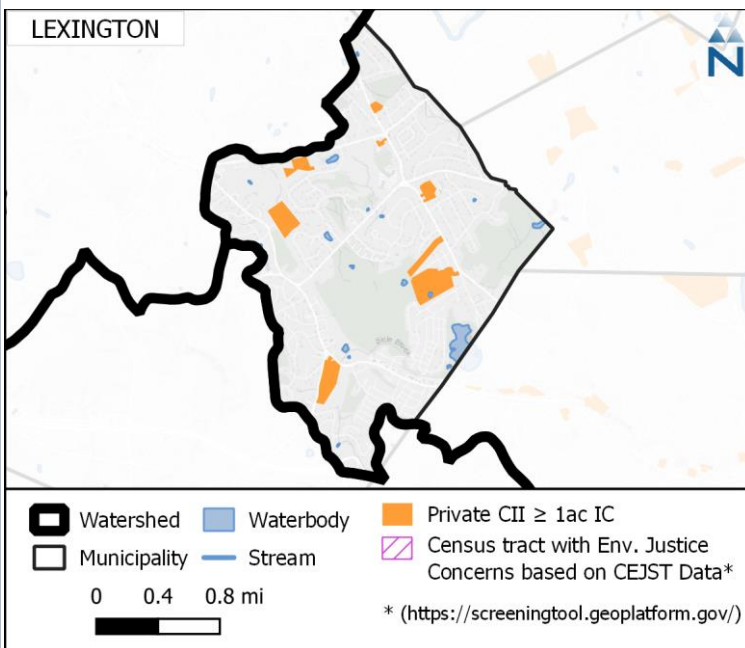 LEXINGTON
N
Watershed
Waterbody
Private CII ≥ 1ac IC
Municipality
Stream
Census tract with Env. Justice
Concerns based on CEJST Data*
0 0.4 0.8 mi
* (https://screeningtool.geoplatform.gov/)